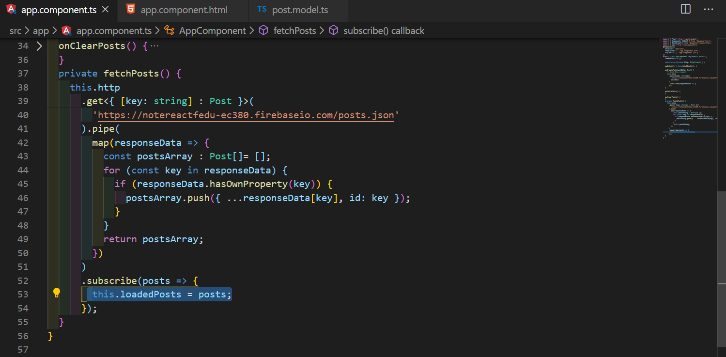 app.component.ts ×
app.component.html
TS post.model.ts
src > app > app.component.ts > AppComponent > fetchPosts > subscribe() callback
34 onClearPosts() {···
36 }
37 private fetchPosts() {
38 this.http
39 .get<{ [key: string] : Post }>(
40 'https://notereactfedu-ec380.firebaseio.com/posts.json'
41 ).pipe(
42 map(responseData => {
43 const postsArray : Post[]= [];
44 for (const key in responseData) {
45 if (responseData.hasOwnProperty(key)) {
46 postsArray.push({ ...responseData[key], id: key });
47 }
48 }
49 return postsArray;
50 })
51 )
52 .subscribe(posts => {
53 this.loadedPosts = posts;
54 });
55 }
56 }
57